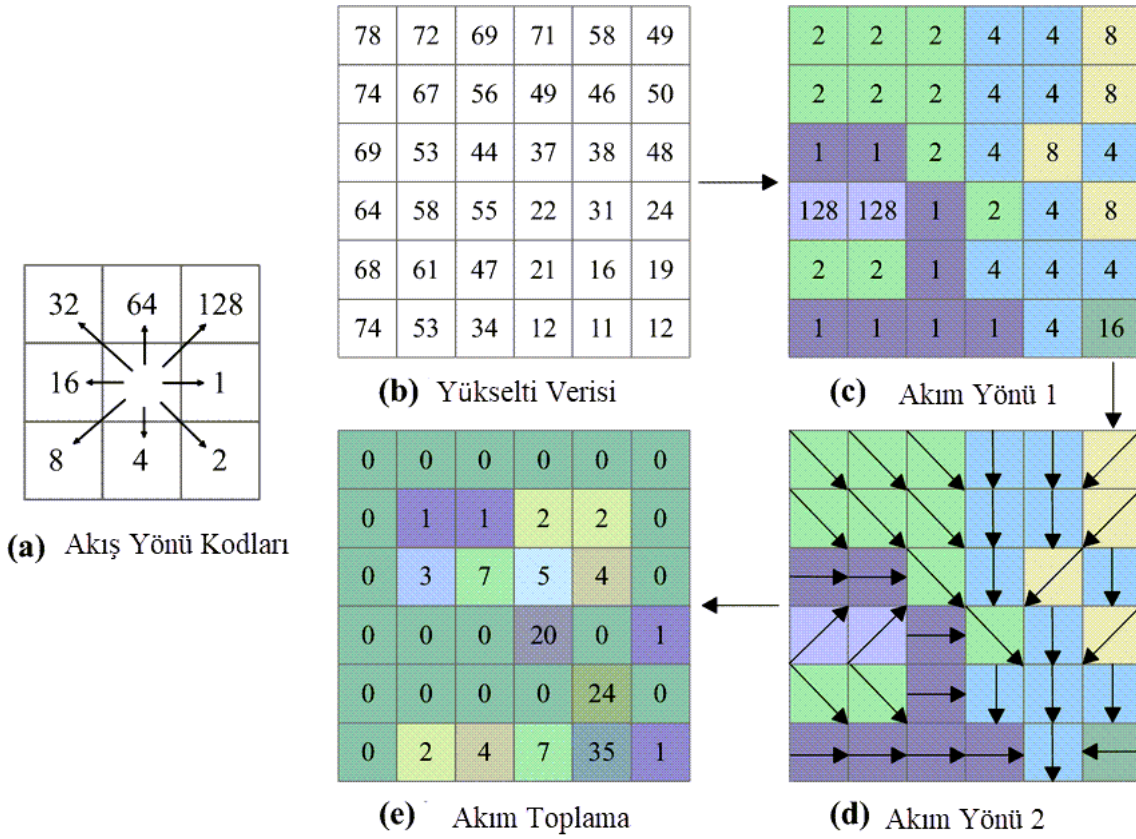 78 72 69 71 58 49
74 67 56 49 46 50
69 53 44 37 38 48
64 58 55 22 31 24
68 61 47 21 16 19
74 53 34 12 11 12
(b) Yükselti Verisi
2 2 2 4 4 8
2 2 2 4 4 8
1 1 2 4 8 4
128 128 1 2 4 8
2 2 1 4 4 4
1 1 1 1 4 16
(c) Akım Yönü 1
32 64 128
16 1
8 4 2
(a) Akış Yönü Kodları
0 0 0 0 0 0
0 1 1 2 2 0
0 3 7 5 4 0
0 0 0 20 0 1
0 0 0 0 24 0
0 2 4 7 35 1
(e) Akım Toplama
(d) Akım Yönü 2